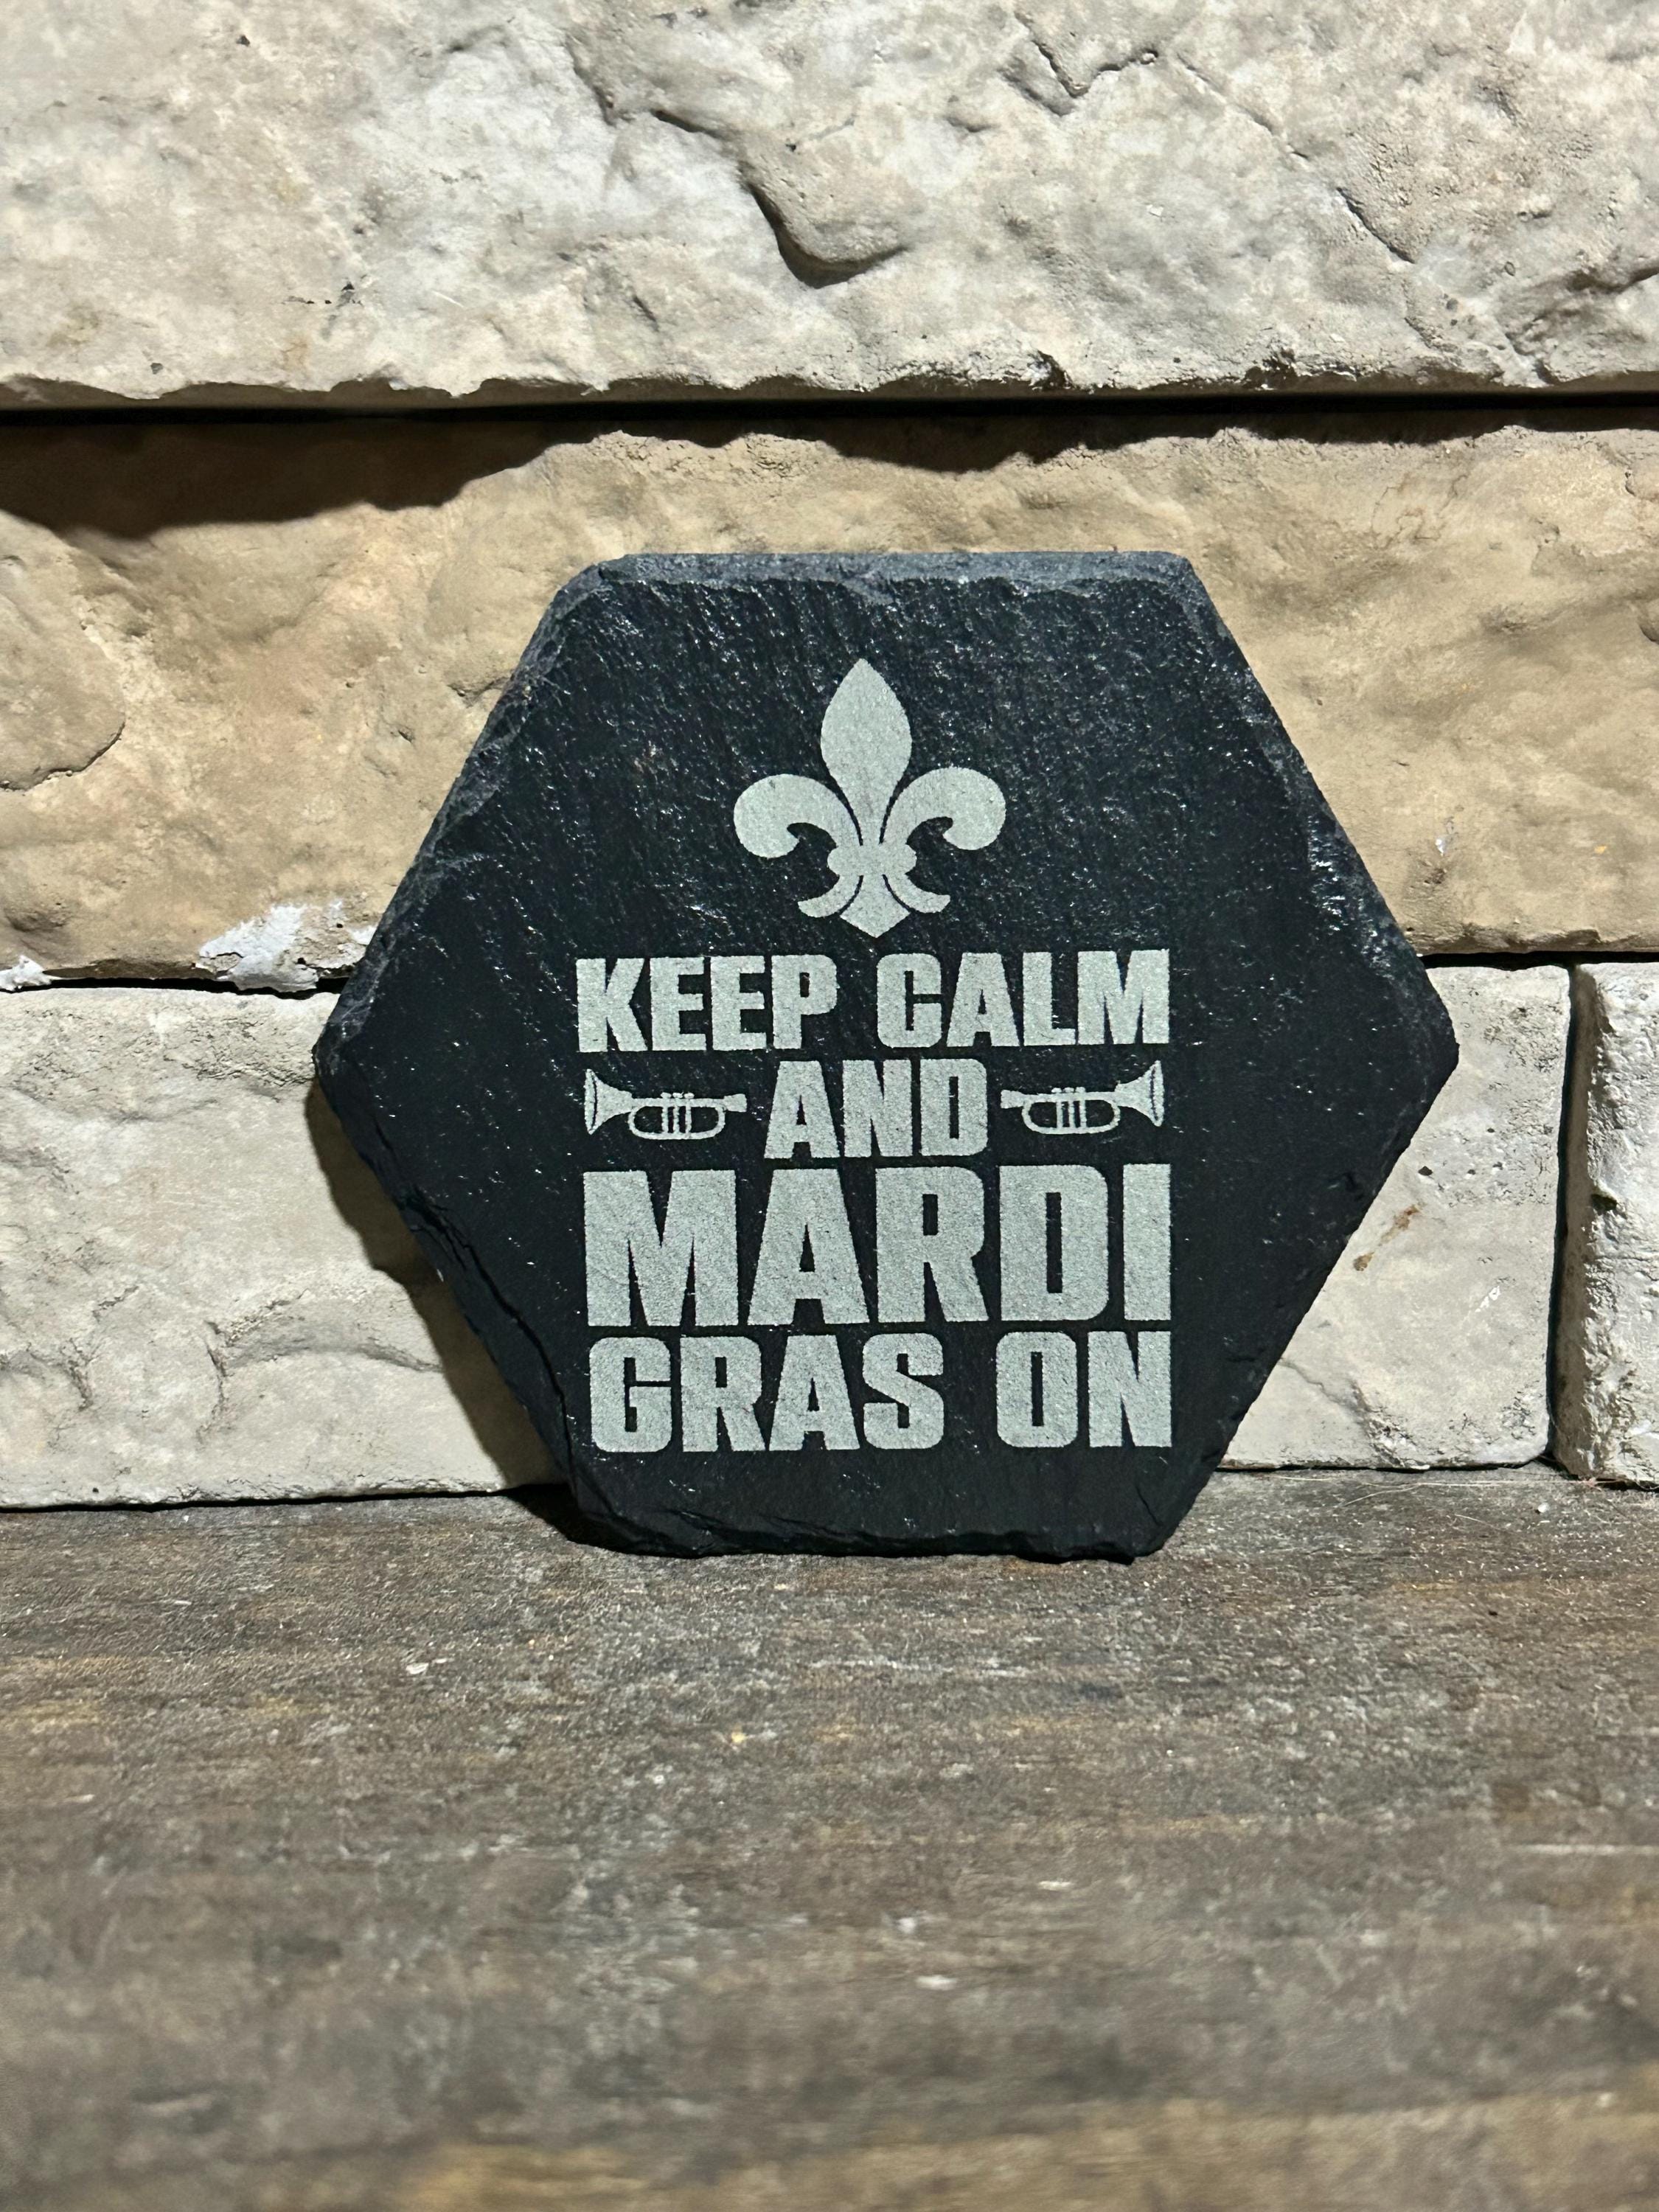 KEEP CALM
AND
MARDI
GRAS ON